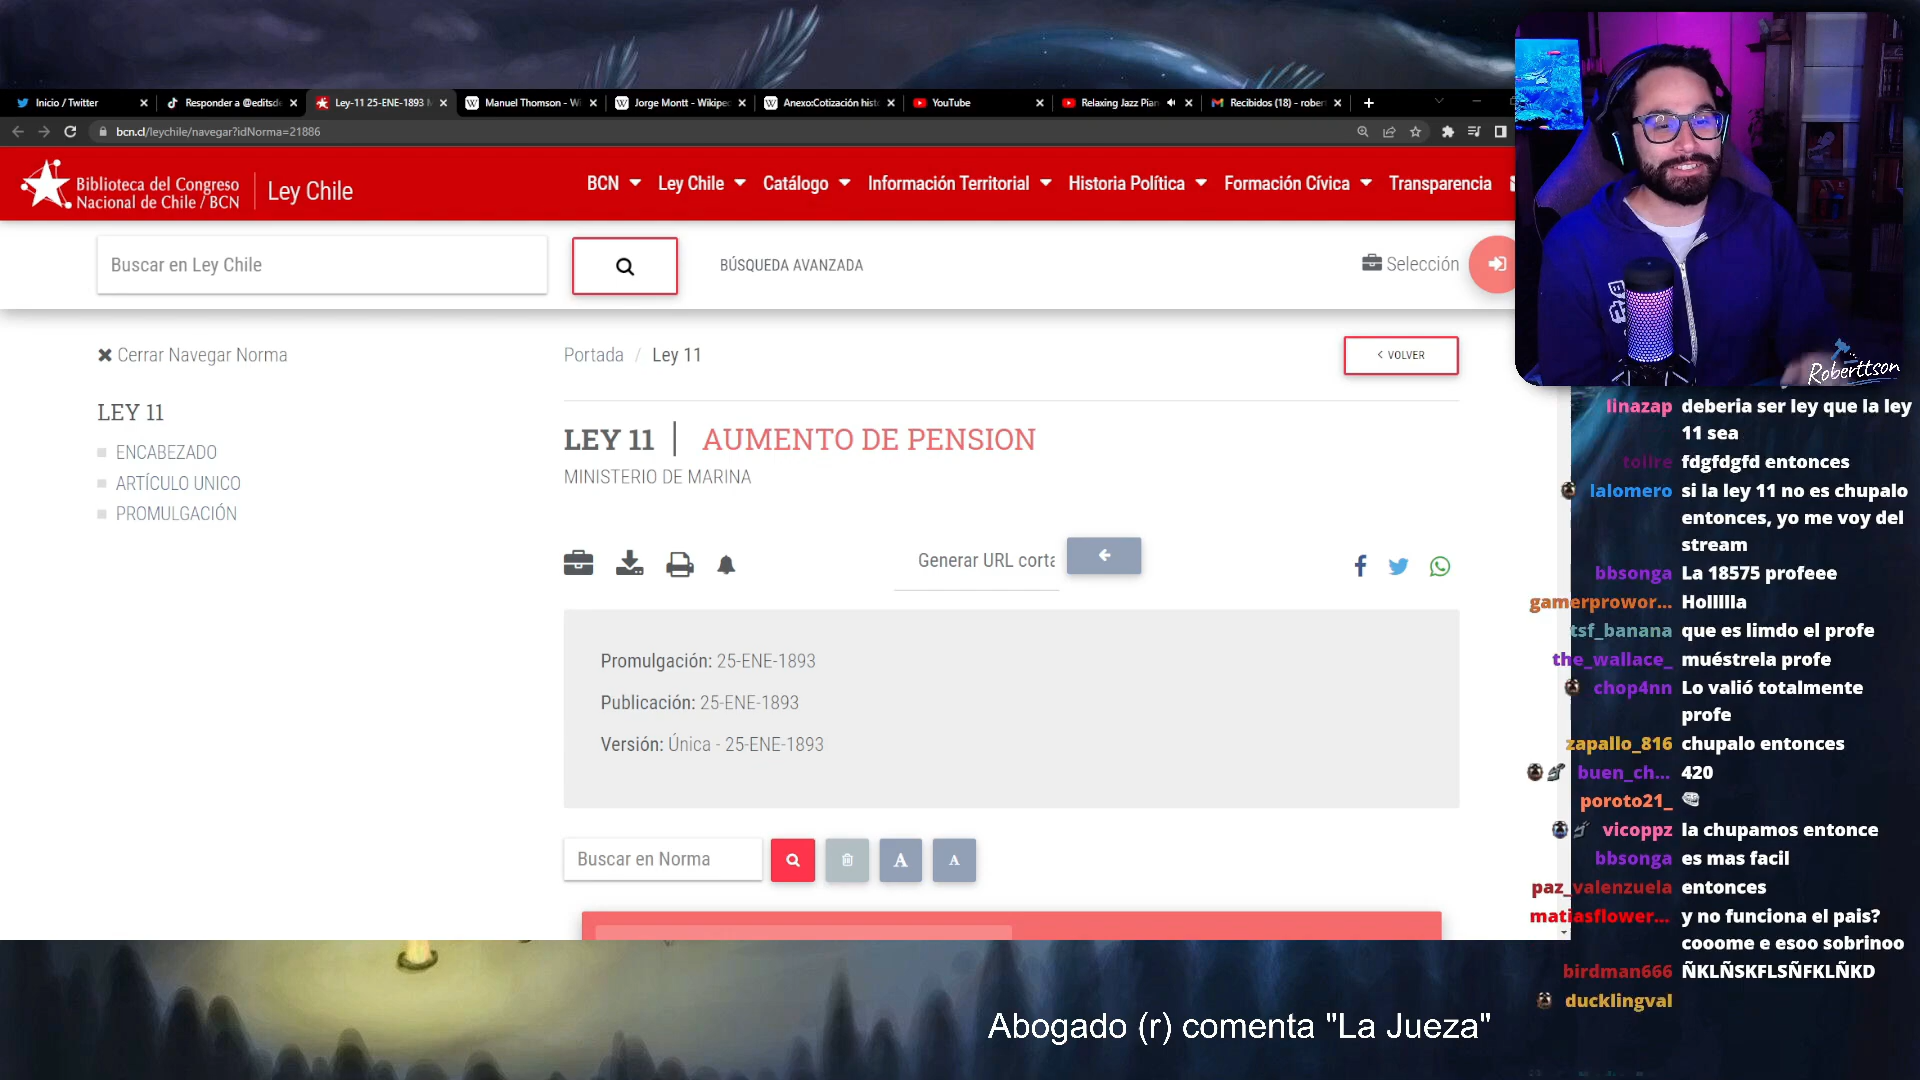 Inicio / Twitter
Responder a @editsde
Ley-11 25-ENE-1893 M
Manuel Thomson - Wi
Jorge Montt - Wikiped
Anexo:Cotización hist
YouTube
Relaxing Jazz Pian
Recibidos (18) - rober
bcn.cl/leychile/navegar?idNorma=21886
Biblioteca del Congreso
Nacional de Chile / BCN
Ley Chile
BCN
Ley Chile
Catálogo
Información Territorial
Historia Política
Formación Cívica
Transparencia
Buscar en Ley Chile
BÚSQUEDA AVANZADA
Selección
Cerrar Navegar Norma
Portada / Ley 11
< VOLVER
LEY 11
ENCABEZADO
ARTÍCULO UNICO
PROMULGACIÓN
LEY 11 | AUMENTO DE PENSION
MINISTERIO DE MARINA
Generar URL corta
Promulgación: 25-ENE-1893
Publicación: 25-ENE-1893
Versión: Única - 25-ENE-1893
Buscar en Norma
A
A
Roberttson
linazap deberia ser ley que la ley
11 sea
tolire fdgfdgfd entonces
lalomero si la ley 11 no es chupalo
entonces, yo me voy del
stream
bbsonga La 18575 profeee
gamerprowor... Hollllla
tsf_banana que es limdo el profe
the_wallace_ muéstrela profe
chop4nn Lo valió totalmente
profe
zapallo_816 chupalo entonces
buen_ch... 420
poroto21_
vicoppz la chupamos entonce
bbsonga es mas facil
paz_valenzuela entonces
matiasflower... y no funciona el pais?
cooome e esoo sobrinoo
birdman666 ÑKLÑSKFLSÑFKLÑKD
ducklingval
Abogado (r) comenta "La Jueza"